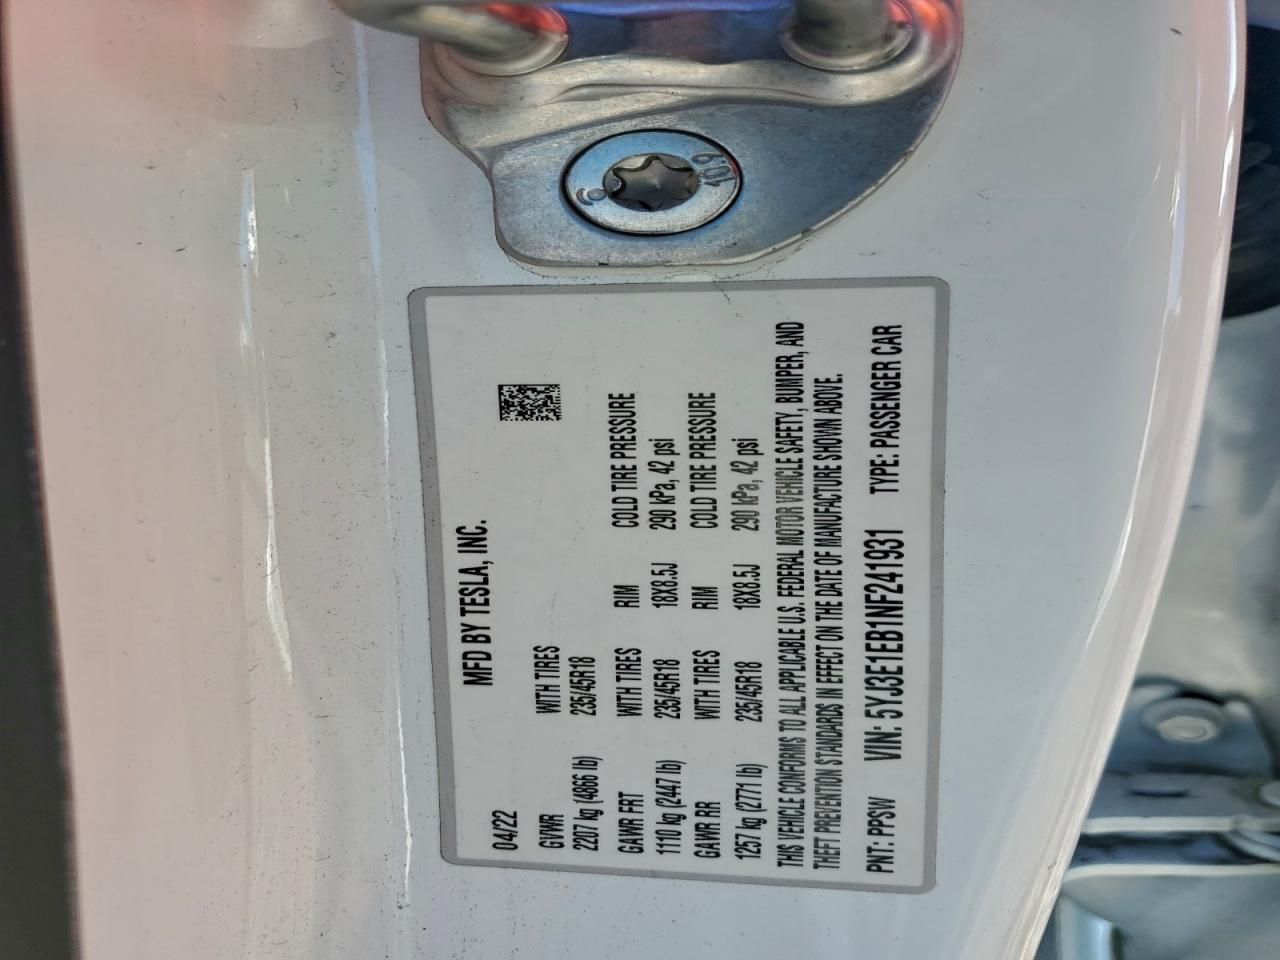 10.9
04/22 MFD BY TESLA, INC.
GVWR WITH TIRES
2207 kg (4866 lb) 235/45R18
GAWR FRT WITH TIRES RIM COLD TIRE PRESSURE
1110 kg (2447 lb) 235/45R18 18X8.5J 290 kPa, 42 psi
GAWR RR WITH TIRES RIM COLD TIRE PRESSURE
1257 kg (2771 lb) 235/45R18 18X8.5J 290 kPa, 42 psi
THIS VEHICLE CONFORMS TO ALL APPLICABLE U.S. FEDERAL MOTOR VEHICLE SAFETY, BUMPER, AND
THEFT PREVENTION STANDARDS IN EFFECT ON THE DATE OF MANUFACTURE SHOWN ABOVE.
PNT: PPSW VIN: 5YJ3E1EB1NF241931 TYPE: PASSENGER CAR